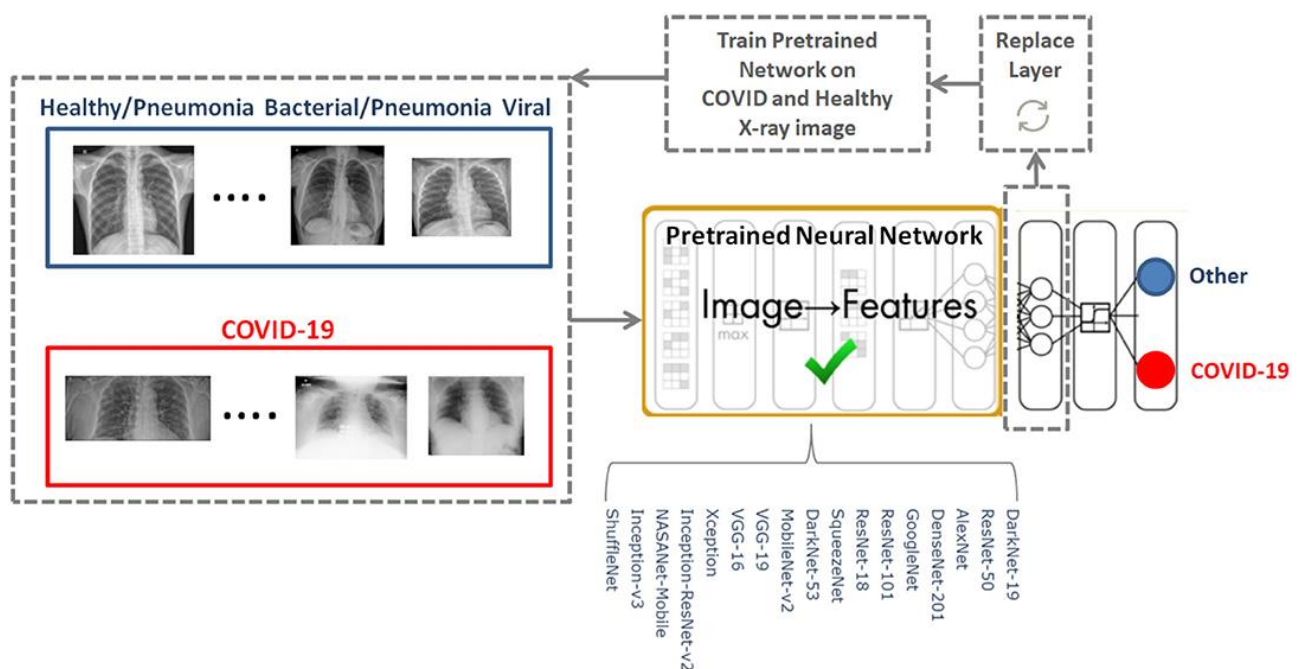 Train Pretrained
Network on
COVID and Healthy
X-ray image
Replace
Layer
Healthy/Pneumonia Bacterial/Pneumonia Viral
Pretrained Neural Network
Image→Features
max
Other
COVID-19
COVID-19
ShuffleNet
Inception-v3
NASANet-Mobile
Inception-ResNet-v2
Xception
VGG-16
VGG-19
MobileNet-v2
DarkNet-53
SqueezeNet
ResNet-18
ResNet-101
GoogleNet
DenseNet-201
AlexNet
ResNet-50
DarkNet-19